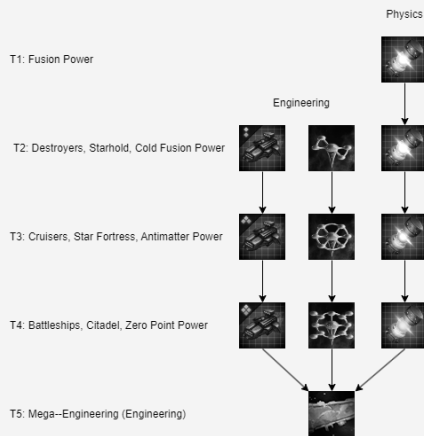 Physics
T1: Fusion Power
Engineering
T2: Destroyers, Starhold, Cold Fusion Power
T3: Cruisers, Star Fortress, Antimatter Power
T4: Battleships, Citadel, Zero Point Power
T5: Mega--Engineering (Engineering)